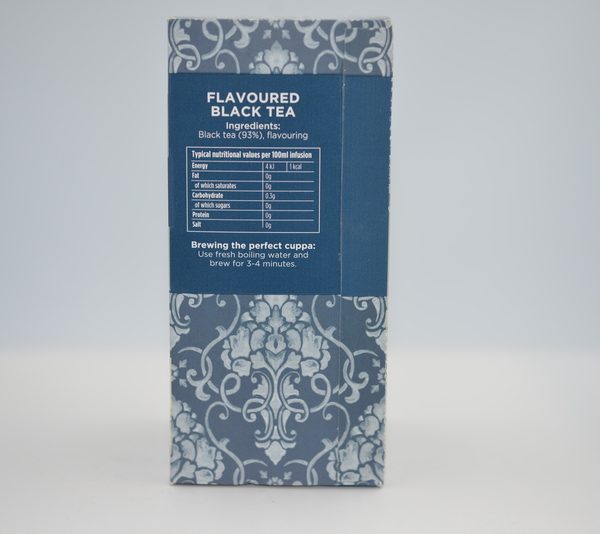 FLAVOURED
BLACK TEA
Ingredients:
Black tea (93%), flavouring
Typical nutritional values per 100ml infusion
Energy 4 kJ 1 kcal
Fat 0g
of which saturates 0g
Carbohydrate 0.3g
of which sugars 0g
Protein 0g
Salt 0g
Brewing the perfect cuppa:
Use fresh boiling water and
brew for 3-4 minutes.